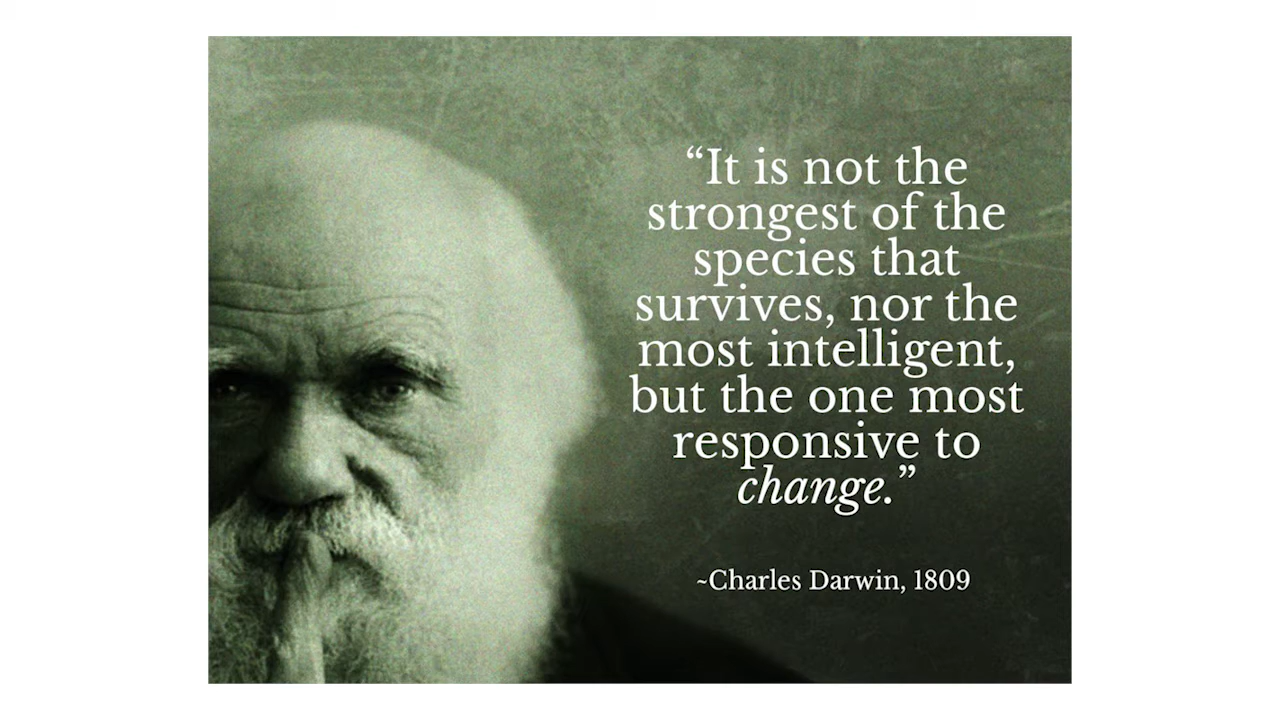 “It is not the
strongest of the
species that
survives, nor the
most intelligent,
but the one most
responsive to
change.”
~Charles Darwin, 1809